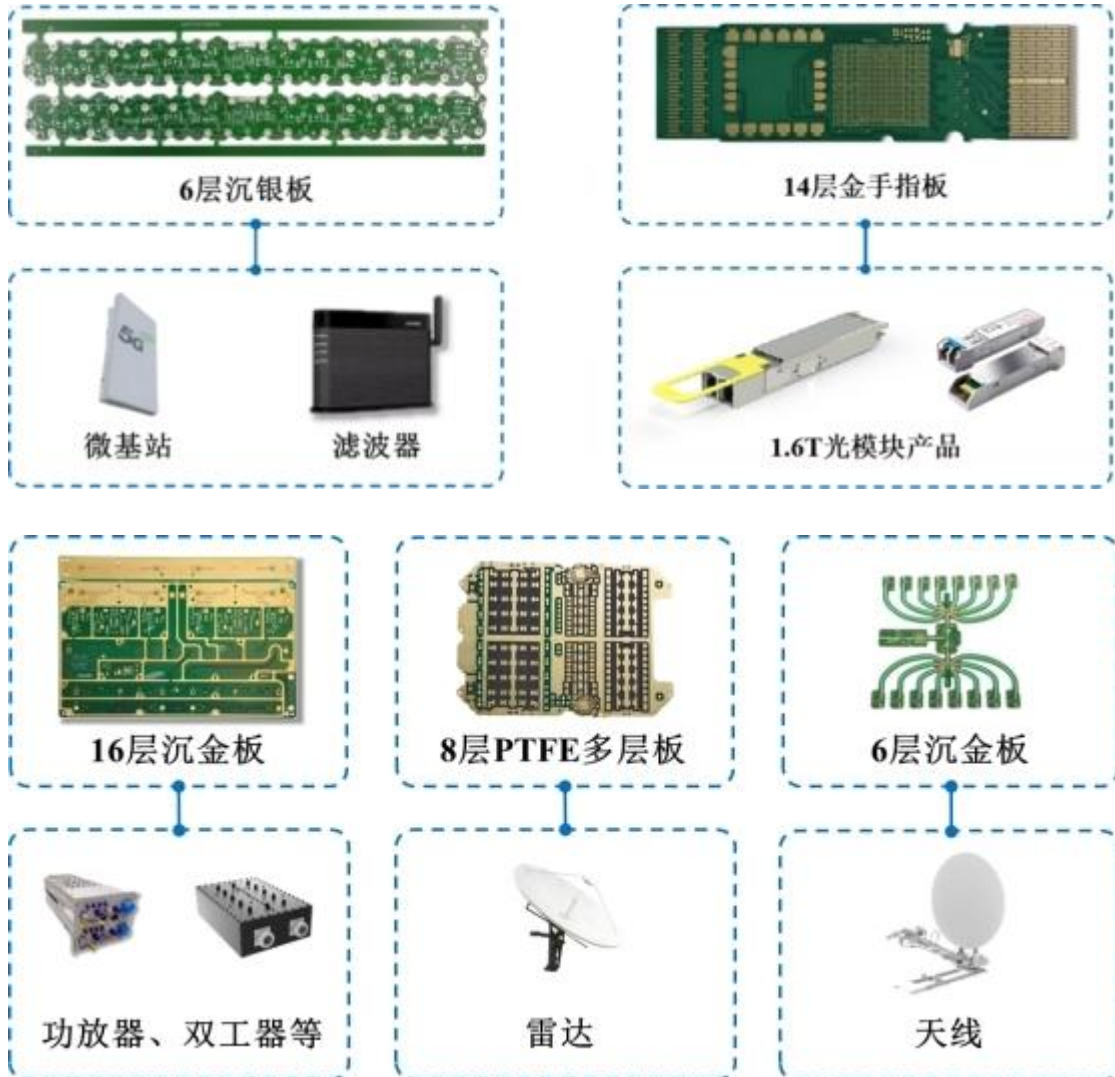 6层沉银板
14层金手指板
5G
微基站
滤波器
1.6T光模块产品
16层沉金板
8层PTFE多层板
6层沉金板
功放器、双工器等
雷达
天线